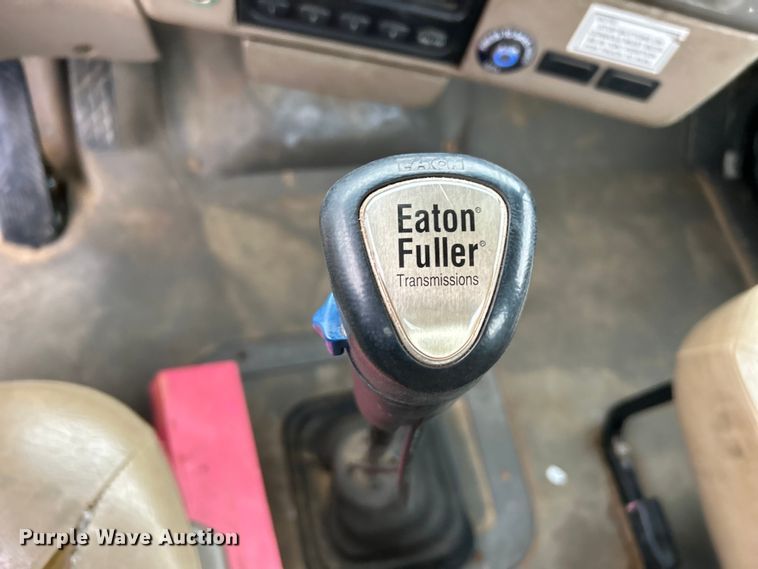 EATON
Eaton®
Fuller®
Transmissions
Purple Wave Auction